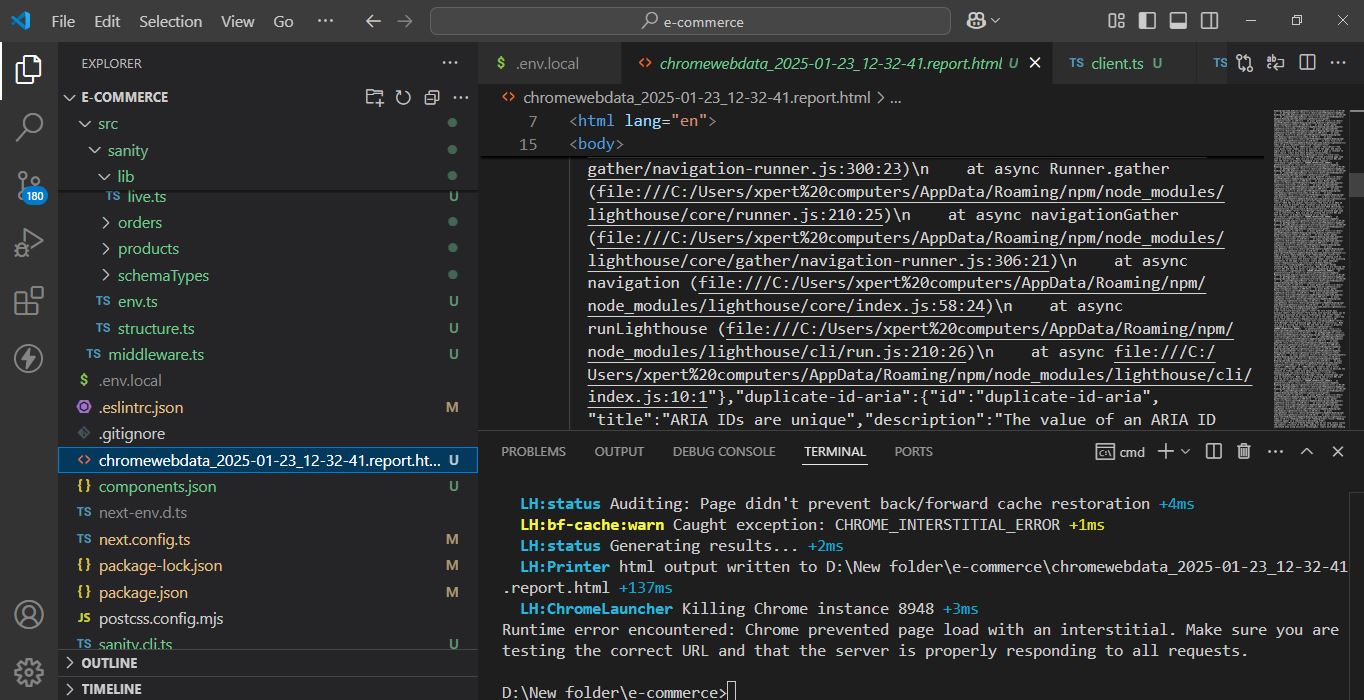 File Edit Selection View Go ··· e-commerce
EXPLORER ···
E-COMMERCE
src
sanity
lib
TS live.ts U
orders
products
schemaTypes
TS env.ts U
TS structure.ts U
TS middleware.ts U
$ .env.local
.eslintrc.json M
.gitignore
<> chromewebdata_2025-01-23_12-32-41.report.ht... U
{} components.json U
TS next-env.d.ts
TS next.config.ts M
{} package-lock.json M
{} package.json M
JS postcss.config.mjs
TS sanity.cli.ts U
OUTLINE
TIMELINE
180
$ .env.local <> chromewebdata_2025-01-23_12-32-41.report.html U TS client.ts U TS
<> chromewebdata_2025-01-23_12-32-41.report.html > ...
7 <html lang="en">
15 <body>
gather/navigation-runner.js:300:23)\n    at async Runner.gather
(file:///C:/Users/xpert%20computers/AppData/Roaming/npm/node_modules/
lighthouse/core/runner.js:210:25)\n    at async navigationGather
(file:///C:/Users/xpert%20computers/AppData/Roaming/npm/node_modules/
lighthouse/core/gather/navigation-runner.js:306:21)\n    at async
navigation (file:///C:/Users/xpert%20computers/AppData/Roaming/npm/
node_modules/lighthouse/core/index.js:58:24)\n    at async
runLighthouse (file:///C:/Users/xpert%20computers/AppData/Roaming/npm/
node_modules/lighthouse/cli/run.js:210:26)\n    at async file:///C:/
Users/xpert%20computers/AppData/Roaming/npm/node_modules/lighthouse/cli/
index.js:10:1"},"duplicate-id-aria":{"id":"duplicate-id-aria",
"title":"ARIA IDs are unique","description":"The value of an ARIA ID
PROBLEMS OUTPUT DEBUG CONSOLE TERMINAL PORTS cmd
LH:status Auditing: Page didn't prevent back/forward cache restoration +4ms
LH:bf-cache:warn Caught exception: CHROME_INTERSTITIAL_ERROR +1ms
LH:status Generating results... +2ms
LH:Printer html output written to D:\New folder\e-commerce\chromewebdata_2025-01-23_12-32-41
.report.html +137ms
LH:ChromeLauncher Killing Chrome instance 8948 +3ms
Runtime error encountered: Chrome prevented page load with an interstitial. Make sure you are
testing the correct URL and that the server is properly responding to all requests.
D:\New folder\e-commerce>